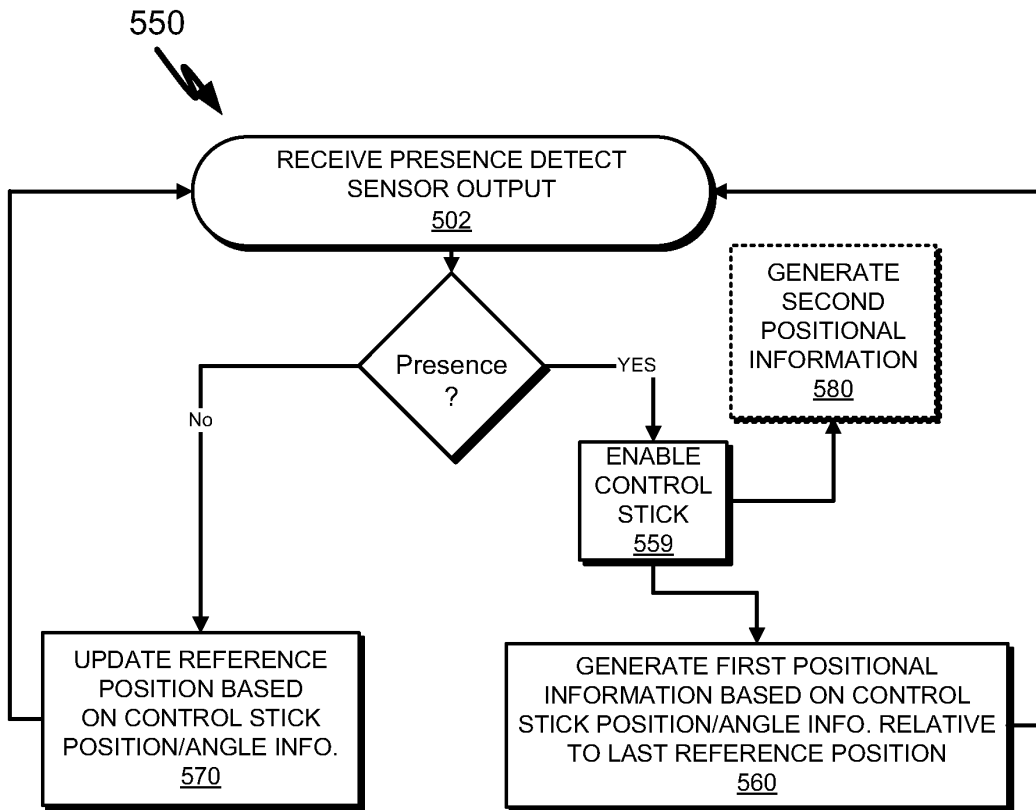 550
RECEIVE PRESENCE DETECT
SENSOR OUTPUT
502
Presence
?
YES
No
GENERATE
SECOND
POSITIONAL
INFORMATION
580
ENABLE
CONTROL
STICK
559
UPDATE REFERENCE
POSITION BASED
ON CONTROL STICK
POSITION/ANGLE INFO.
570
GENERATE FIRST POSITIONAL
INFORMATION BASED ON CONTROL
STICK POSITION/ANGLE INFO. RELATIVE
TO LAST REFERENCE POSITION
560